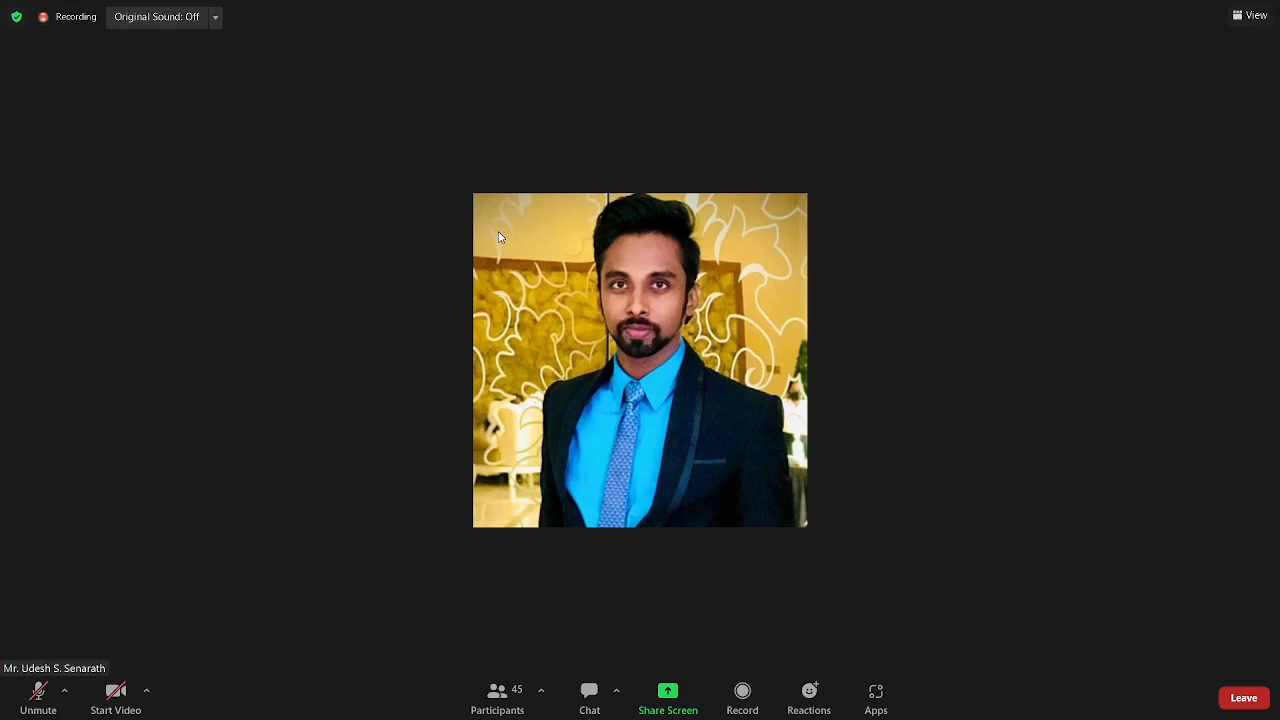 Recording
Original Sound: Off
View
Mr. Udesh S. Senarath
Unmute
Start Video
45
Participants
Chat
Share Screen
Record
Reactions
Apps
Leave